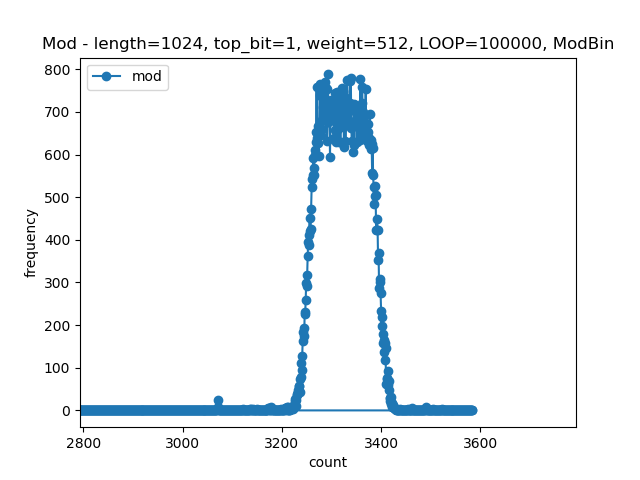 Mod - length=1024, top_bit=1, weight=512, LOOP=100000, ModBin
mod
800
700
600
500
400
300
200
100
0
frequency
2800 3000 3200 3400 3600
count